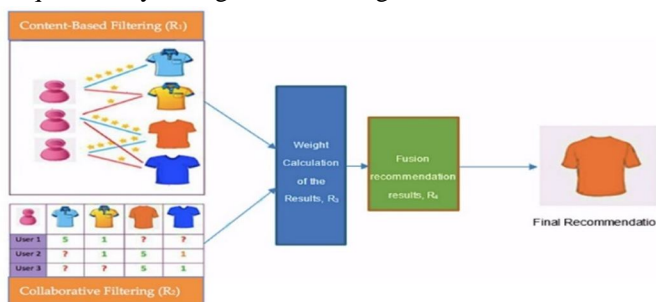 Content-Based Filtering (R₁)
Weight
Calculation
of the
Results, R₃
Fusion
recommendation
results, R₄
Final Recommendatio
User 1 5 1 ? ?
User 2 ? 1 5 1
User 3 ? ? 5 1
Collaborative Filtering (R₂)